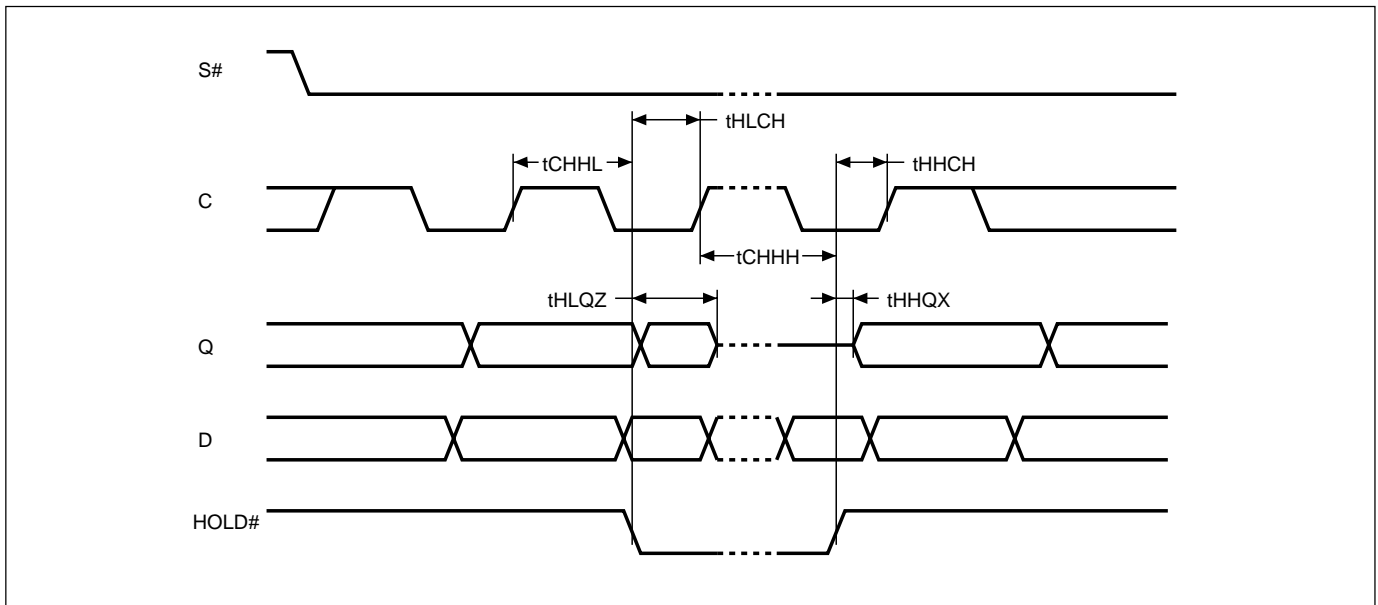 S#
tHLCH
tCHHL
tHHCH
C
tCHHH
tHLQZ
tHHQX
Q
D
HOLD#